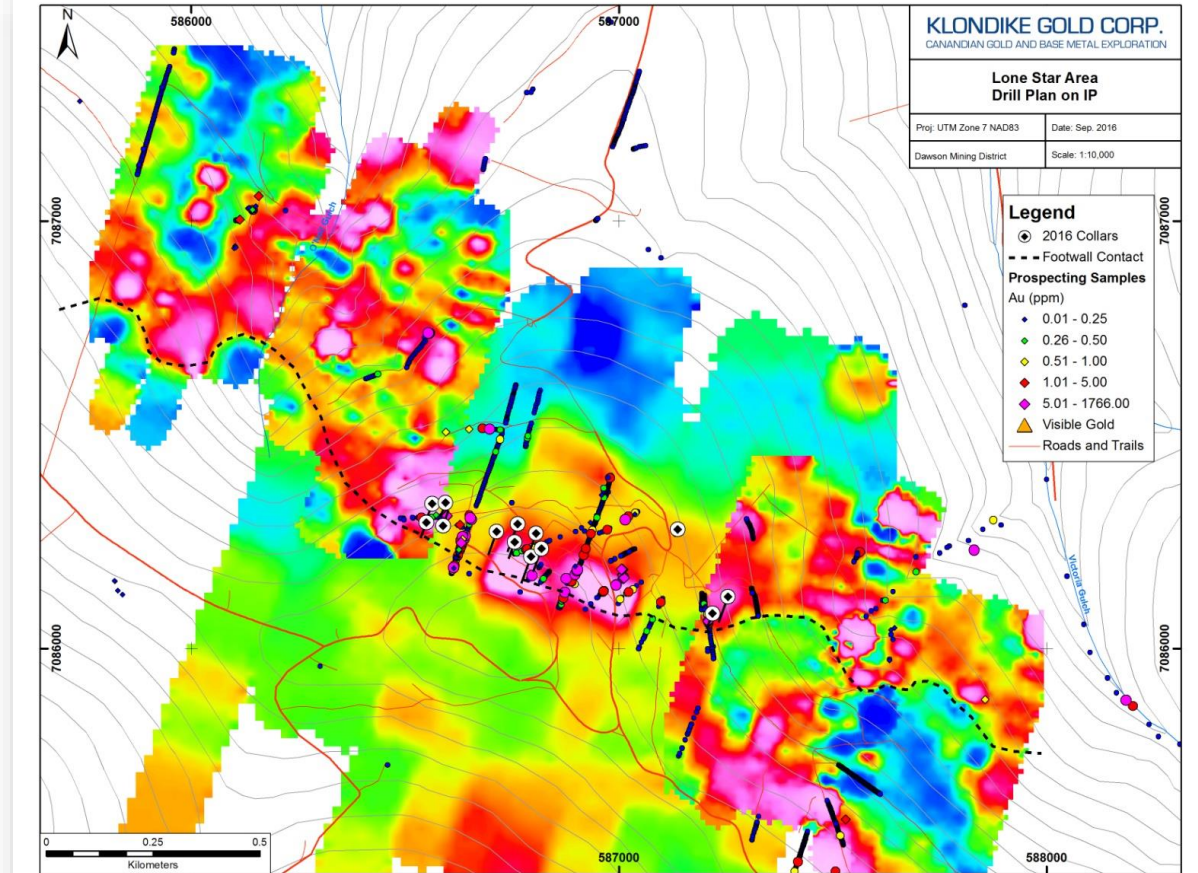 586000
587000
N
KLONDIKE GOLD CORP.
CANANDIAN GOLD AND BASE METAL EXPLORATION
Lone Star Area
Drill Plan on IP
Proj: UTM Zone 7 NAD83
Date: Sep. 2016
Dawson Mining District
Scale: 1:10,000
7087000
7087000
Legend
2016 Collars
Footwall Contact
Prospecting Samples
Au (ppm)
0.01 - 0.25
0.26 - 0.50
0.51 - 1.00
1.01 - 5.00
5.01 - 1766.00
Visible Gold
Roads and Trails
Gulch
Victoria Gulch
7086000
7086000
0
0.25
0.5
Kilometers
587000
588000